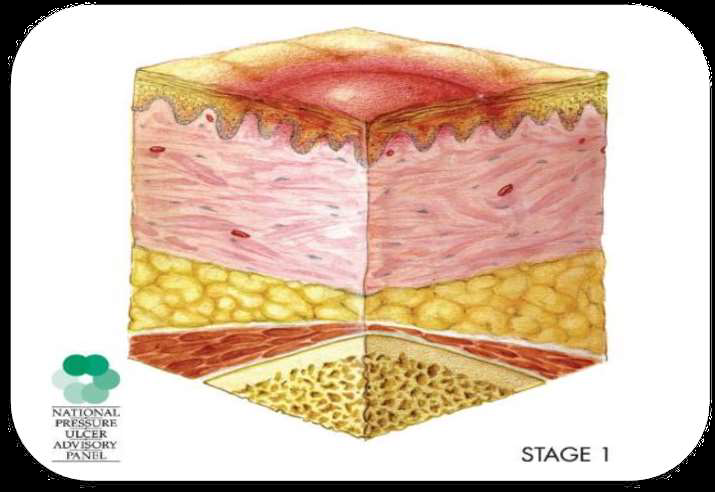 NATIONAL
PRESSURE
ULCER
ADVISORY
PANEL
STAGE 1